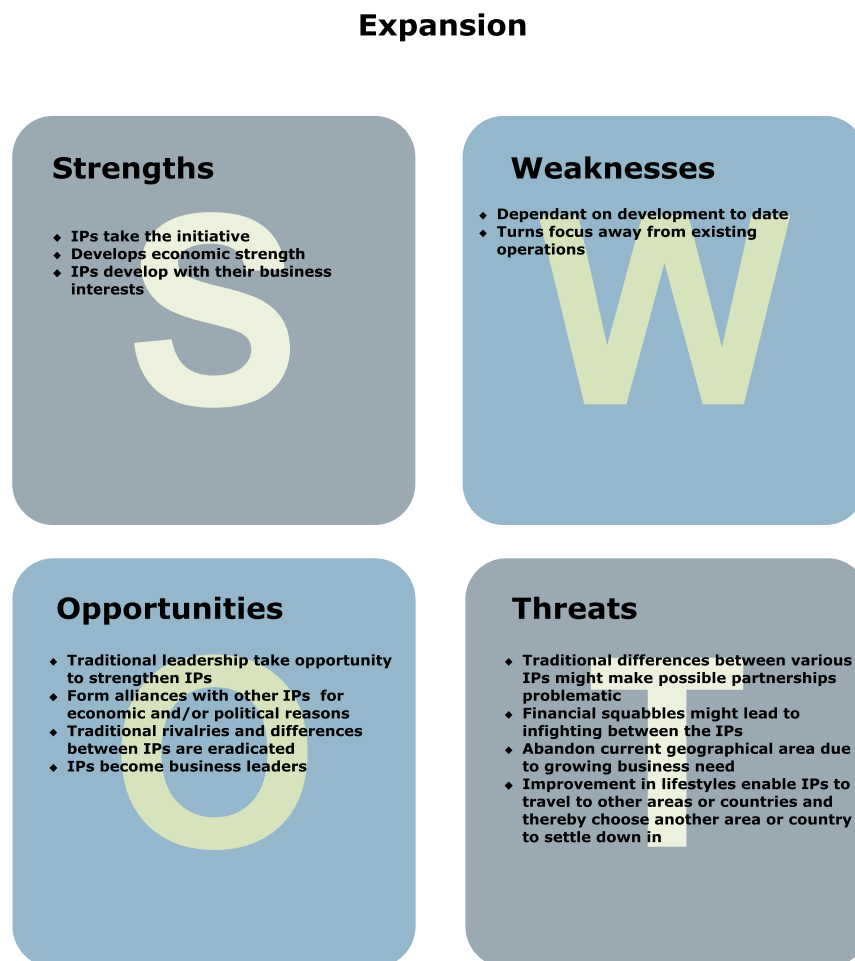 Expansion
Strengths
S
◆ IPs take the initiative
◆ Develops economic strength
◆ IPs develop with their business
interests
Weaknesses
W
◆ Dependant on development to date
◆ Turns focus away from existing
operations
Opportunities
O
◆ Traditional leadership take opportunity
to strengthen IPs
◆ Form alliances with other IPs  for
economic and/or political reasons
◆ Traditional rivalries and differences
between IPs are eradicated
◆ IPs become business leaders
Threats
T
◆ Traditional differences between various
IPs might make possible partnerships
problematic
◆ Financial squabbles might lead to
infighting between the IPs
◆ Abandon current geographical area due
to growing business need
◆ Improvement in lifestyles enable IPs to
travel to other areas or countries and
thereby choose another area or country
to settle down in